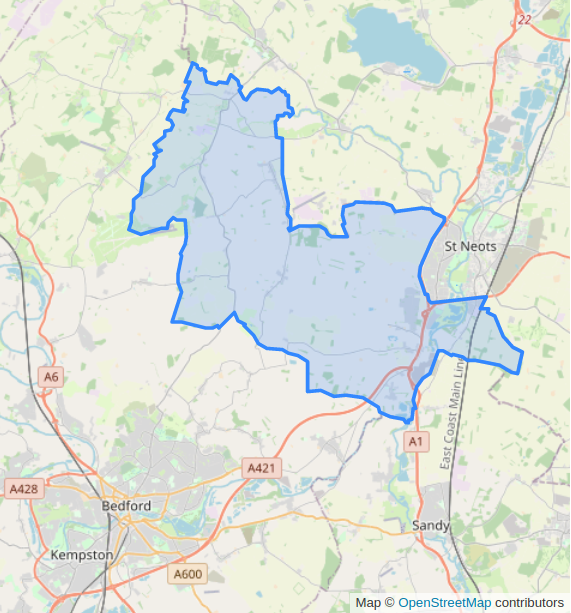 22
St Neots
A6
East Coast Main Line
A1
A421
A428
Bedford
Sandy
Kempston
A600
Map © OpenStreetMap contributors